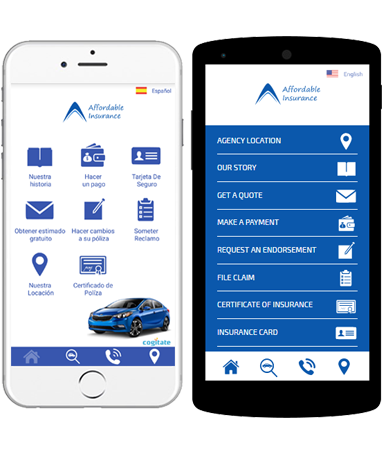 Español
Affordable
Insurance
Nuestra
historia
Hacer
un pago
Tarjeta De
Seguro
Obtener estimado
gratuito
Hacer cambios
a su póliza
Someter
Reclamo
Nuestra
Locación
Certificado de
Poliza
cogitate
English
Affordable
Insurance
AGENCY LOCATION
OUR STORY
GET A QUOTE
MAKE A PAYMENT
REQUEST AN ENDORSEMENT
FILE CLAIM
CERTIFICATE OF INSURANCE
INSURANCE CARD